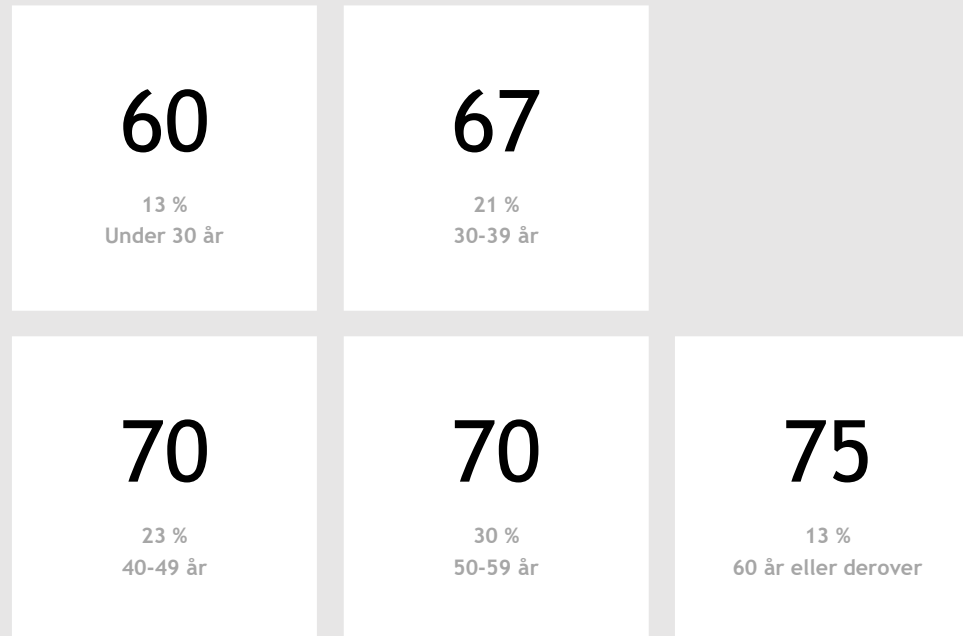 60
13 %
Under 30 år
67
21 %
30-39 år
70
23 %
40-49 år
70
30 %
50-59 år
75
13 %
60 år eller derover